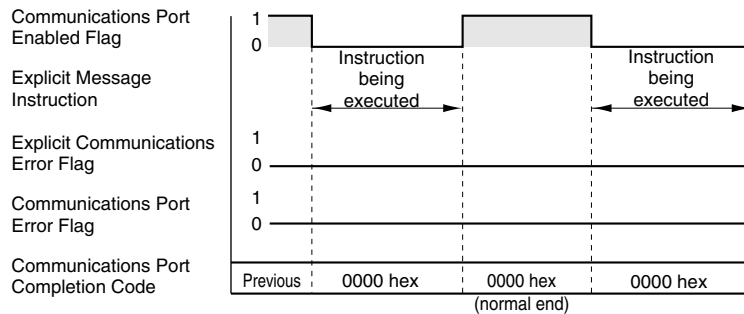 Communications Port
Enabled Flag
1
0
Explicit Message
Instruction
Instruction
being
executed
Instruction
being
executed
Explicit Communications
Error Flag
1
0
Communications Port
Error Flag
1
0
Communications Port
Completion Code
Previous
0000 hex
0000 hex
0000 hex
(normal end)